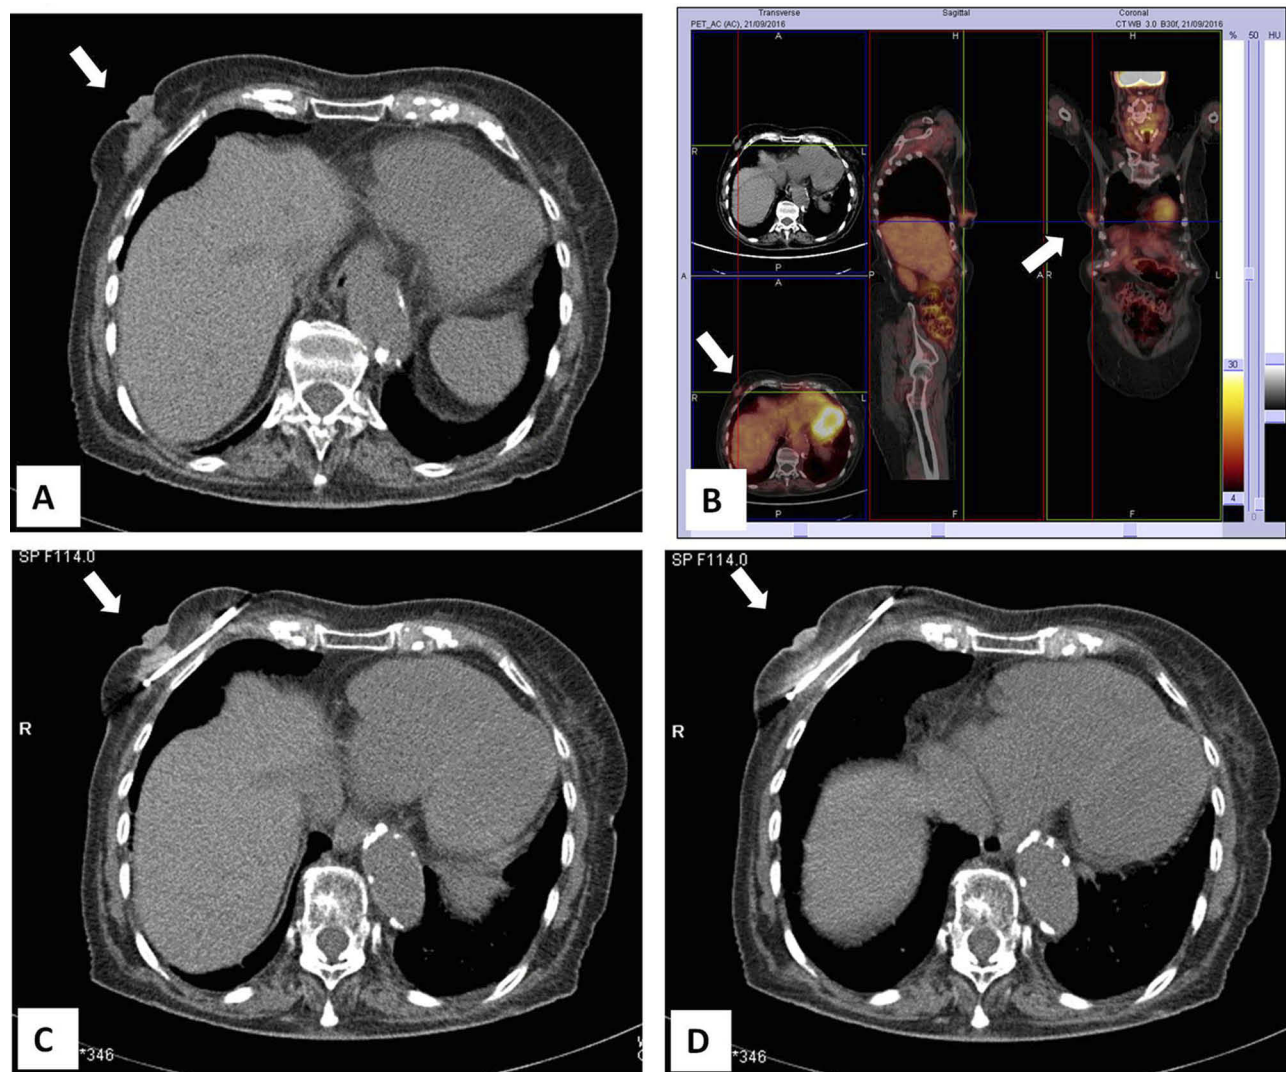 Transverse
Sagittal
Coronal
PET_AC (AC), 21/09/2016
CT WB 3.0 B30f, 21/09/2016
A
H
H
% 50 HU
R
L
P
A
A
P
A R
L
R
L
30
4
0
P
F
F
A
B
SP F114.0
R
*346
C
SP F114.0
R
*346
D